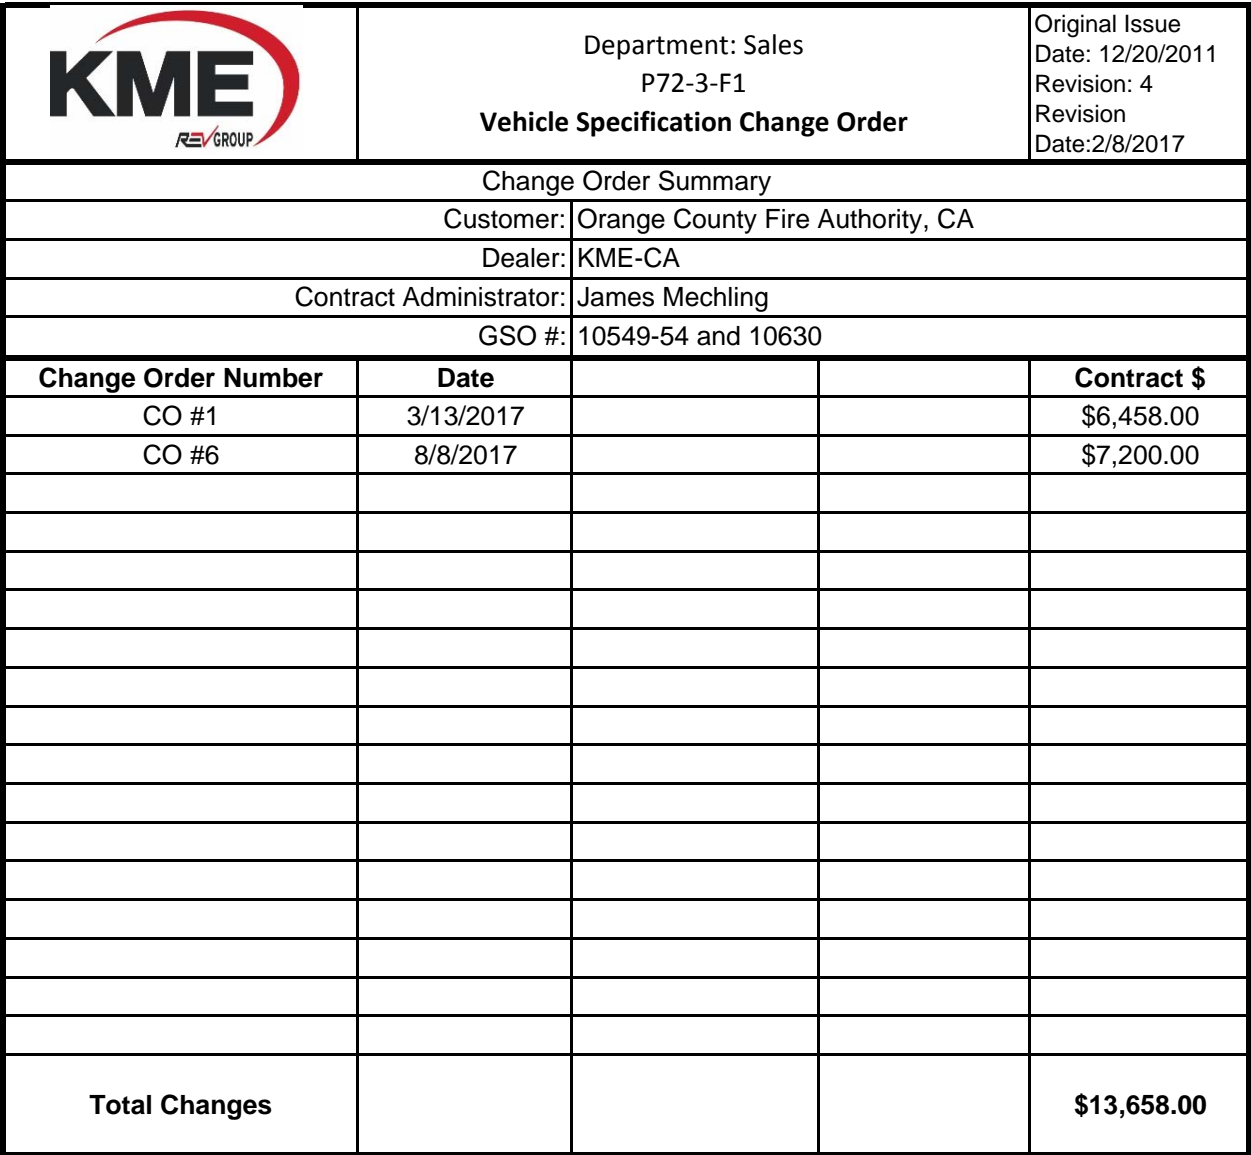 KME
REV GROUP
Department: Sales
P72-3-F1
Vehicle Specification Change Order
Original Issue
Date: 12/20/2011
Revision: 4
Revision
Date:2/8/2017
Change Order Summary
Customer: Orange County Fire Authority, CA
Dealer: KME-CA
Contract Administrator: James Mechling
GSO #: 10549-54 and 10630
Change Order Number Date Contract $
CO #1 3/13/2017 $6,458.00
CO #6 8/8/2017 $7,200.00
Total Changes $13,658.00